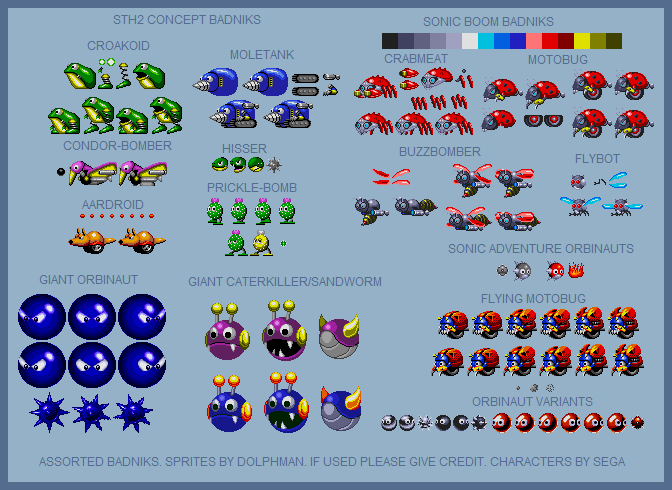 STH2 CONCEPT BADNIKS
SONIC BOOM BADNIKS
CROAKOID
MOLETANK
CRABMEAT
MOTOBUG
CONDOR-BOMBER
HISSER
BUZZBOMBER
FLYBOT
PRICKLE-BOMB
AARDROID
SONIC ADVENTURE ORBINAUTS
GIANT ORBINAUT
GIANT CATERKILLER/SANDWORM
FLYING MOTOBUG
ORBINAUT VARIANTS
ASSORTED BADNIKS. SPRITES BY DOLPHMAN. IF USED PLEASE GIVE CREDIT. CHARACTERS BY SEGA